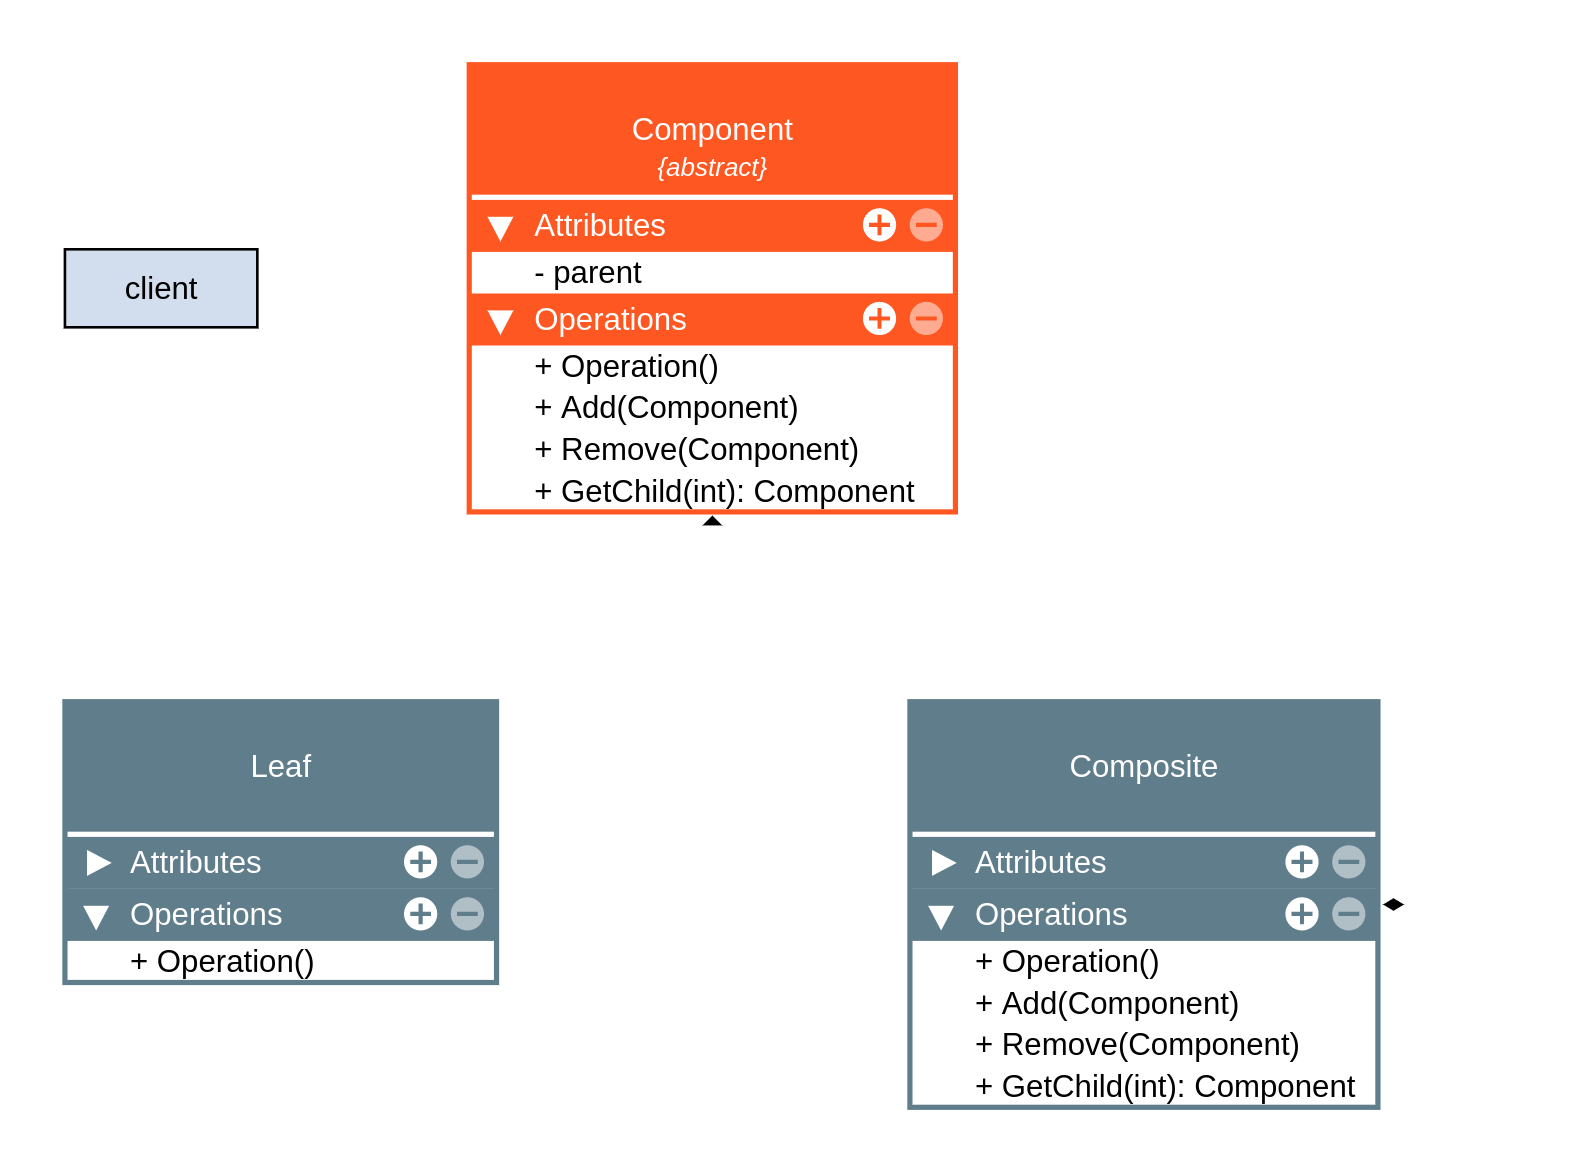 Component
{abstract}
Attributes
- parent
Operations
+ Operation()
+ Add(Component)
+ Remove(Component)
+ GetChild(int): Component
client
Leaf
Attributes
Operations
+ Operation()
Composite
Attributes
Operations
+ Operation()
+ Add(Component)
+ Remove(Component)
+ GetChild(int): Component